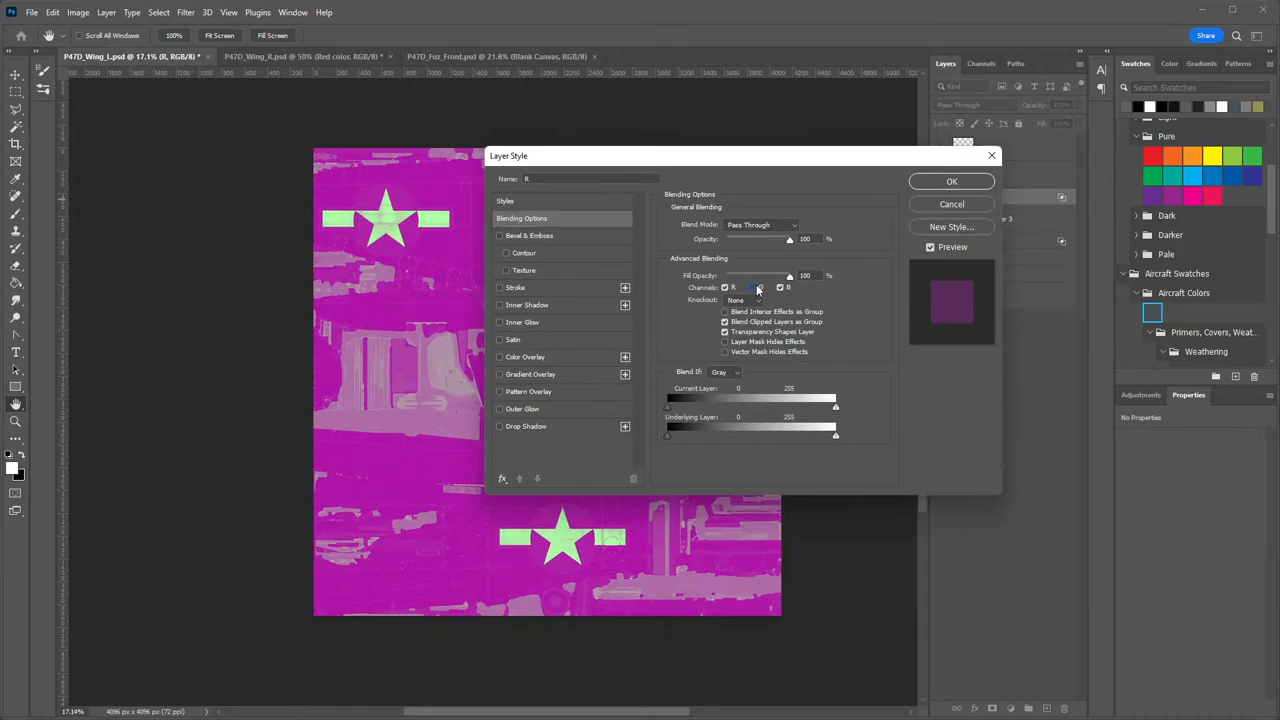 File Edit Image Layer Type Select Filter 3D View Plugins Window Help
Scroll All Windows 100% Fit Screen Fill Screen Share
P47D_Wing_L.psd @ 17.1% (R, RGB/8) * × P47D_Wing_R.psd @ 50% (Red color, RGB/8) * × P47D_Fuz_Front.psd @ 21.8% (Blank Canvas, RGB/8) ×
Layers Channels Paths
Kind
Pass Through Opacity: 100%
Lock: Fill: 100%
Swatches Color Gradients Patterns
Search Swatches
Light
Pure
Dark
Darker
Pale
Aircraft Swatches
Aircraft Colors
Primers, Covers, Weat...
Weathering
Adjustments Properties
No Properties
Layer Style
Name: R
Styles
Blending Options
Bevel & Emboss
Contour
Texture
Stroke
Inner Shadow
Inner Glow
Satin
Color Overlay
Gradient Overlay
Pattern Overlay
Outer Glow
Drop Shadow
fx
Blending Options
General Blending
Blend Mode: Pass Through
Opacity: 100 %
Advanced Blending
Fill Opacity: 100 %
Channels: R G B
Knockout: None
Blend Interior Effects as Group
Blend Clipped Layers as Group
Transparency Shapes Layer
Layer Mask Hides Effects
Vector Mask Hides Effects
Blend If: Gray
Current Layer: 0 255
Underlying Layer: 0 255
OK
Cancel
New Style...
Preview
17.14% 4096 px x 4096 px (72 ppi)